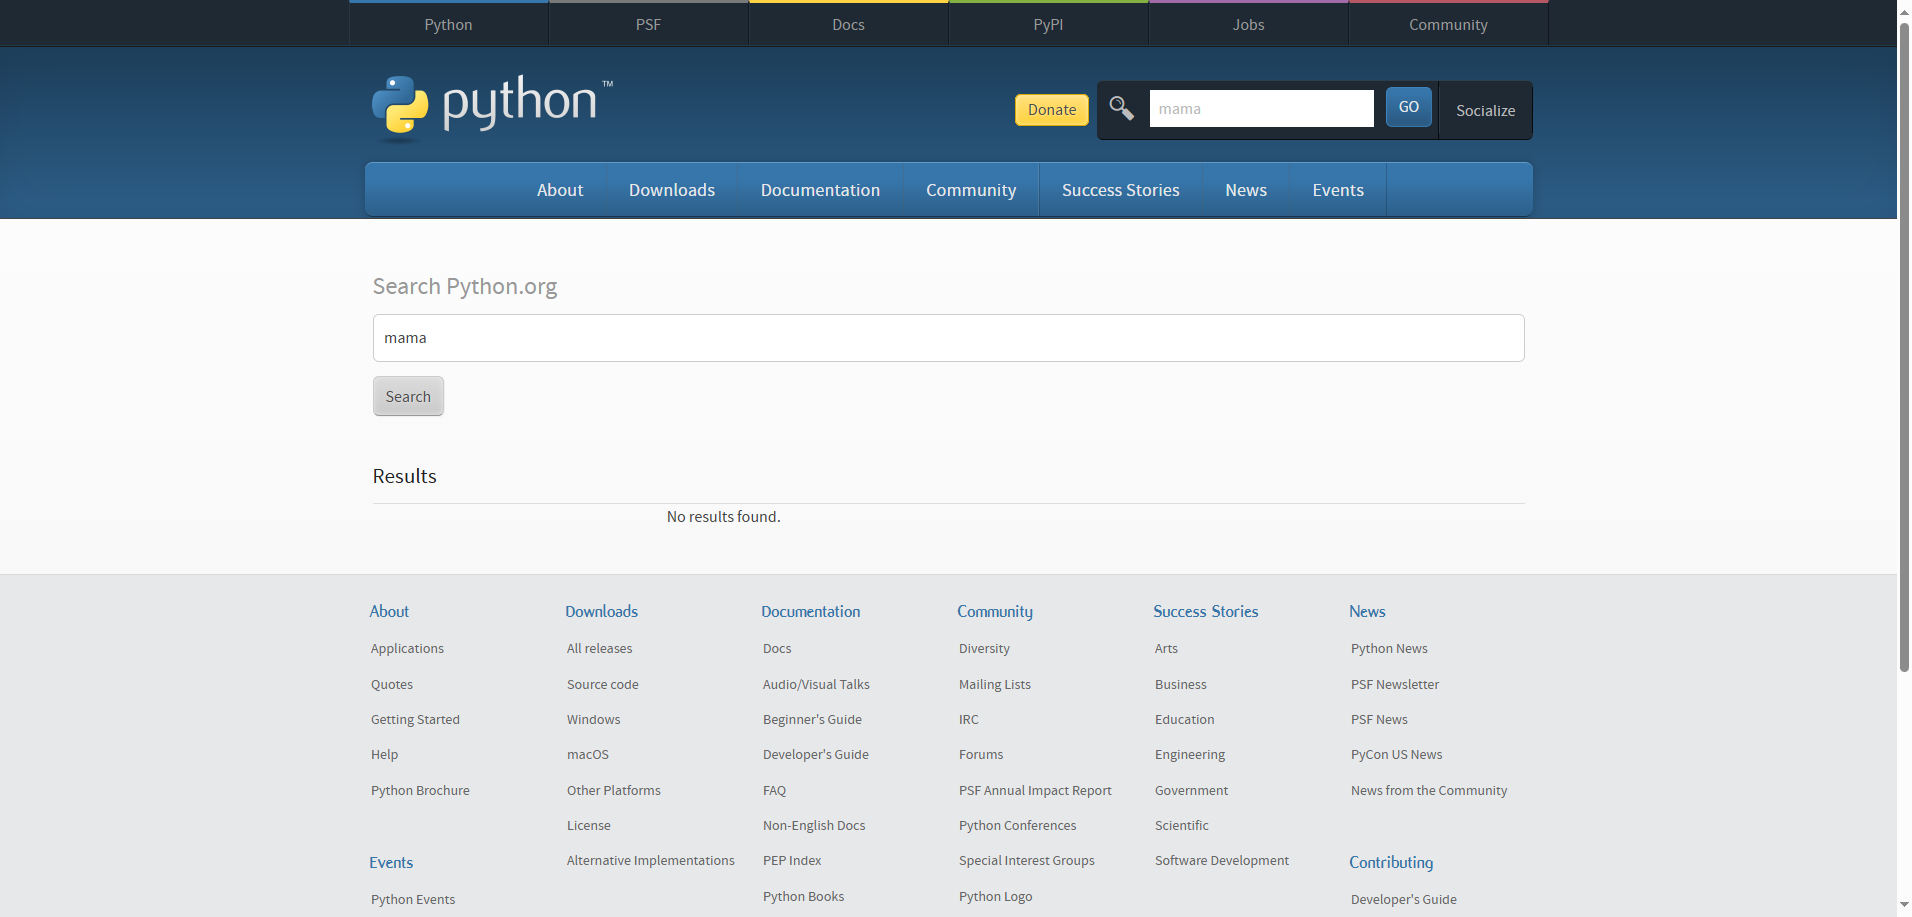 Python PSF Docs PyPI Jobs Community
python™
Donate mama GO Socialize
About Downloads Documentation Community Success Stories News Events
Search Python.org
mama
Search
Results
No results found.
About Downloads Documentation Community Success Stories News
Applications All releases Docs Diversity Arts Python News
Quotes Source code Audio/Visual Talks Mailing Lists Business PSF Newsletter
Getting Started Windows Beginner's Guide IRC Education PSF News
Help macOS Developer's Guide Forums Engineering PyCon US News
Python Brochure Other Platforms FAQ PSF Annual Impact Report Government News from the Community
License Non-English Docs Python Conferences Scientific
Events Alternative Implementations PEP Index Special Interest Groups Software Development Contributing
Python Events Python Books Python Logo Developer's Guide